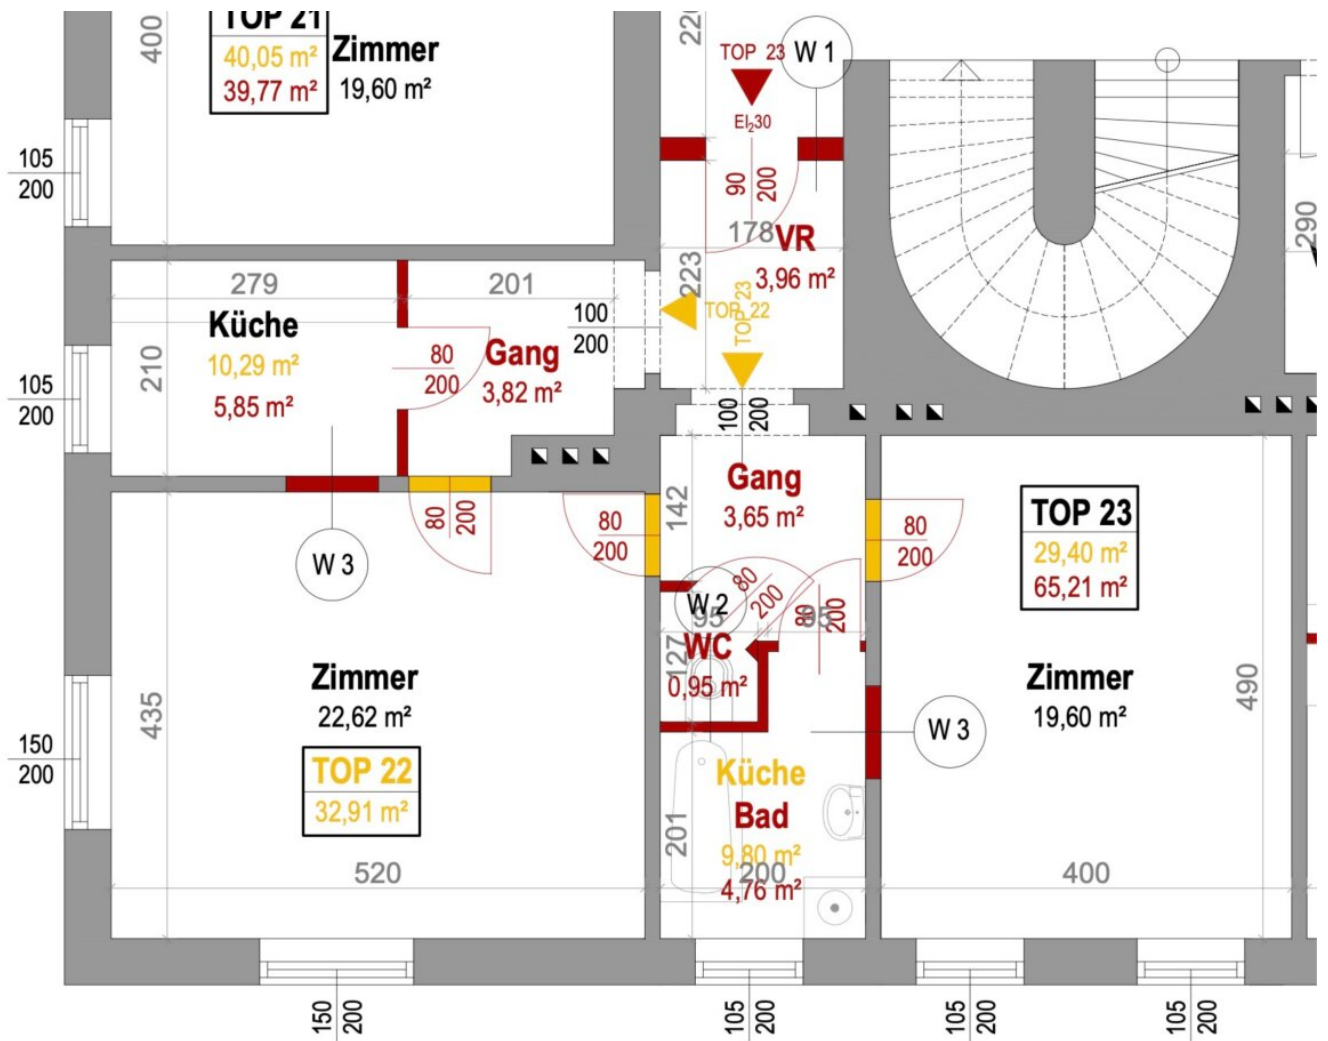 TOP 21
40,05 m²
39,77 m²
Zimmer
19,60 m²
400
220
TOP 23
W 1
EI₂30
90
200
178
VR
3,96 m²
223
290
105
200
279
201
Küche
10,29 m²
5,85 m²
210
80
200
Gang
3,82 m²
100
200
TOP 22
TOP 23
100
200
105
200
W 3
80
200
80
200
142
Gang
3,65 m²
80
200
TOP 23
29,40 m²
65,21 m²
W 2
80
200
80
200
95
95
127
WC
0,95 m²
Zimmer
22,62 m²
435
TOP 22
32,91 m²
150
200
W 3
Zimmer
19,60 m²
490
Küche
Bad
9,80 m²
4,76 m²
201
520
200
400
150
200
105
200
105
200
105
200